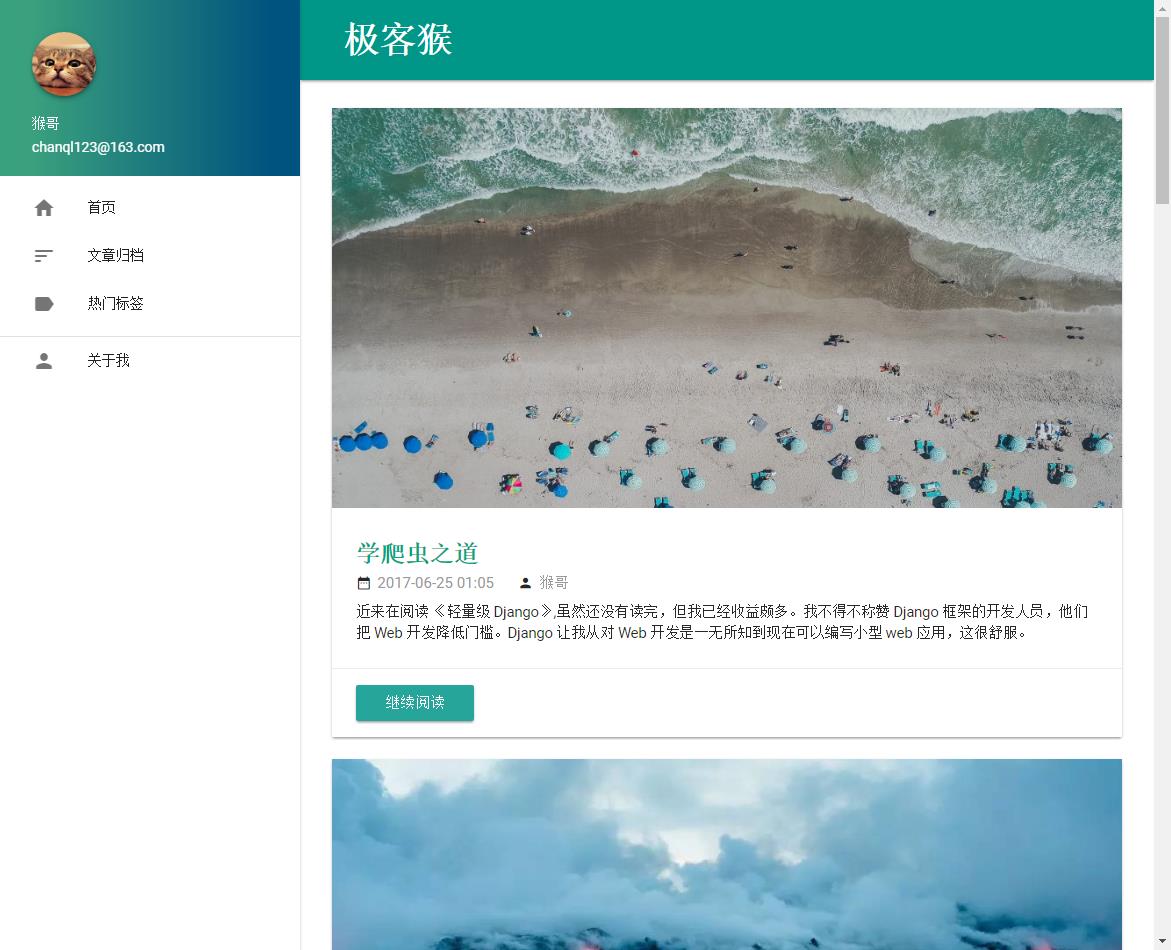 猴哥
chanql123@163.com
首页
文章归档
热门标签
关于我
极客猴
学爬虫之道
2017-06-25 01:05 猴哥
近来在阅读《轻量级 Django》,虽然还没有读完，但我已经收益颇多。我不得不称赞 Django 框架的开发人员，他们
把 Web 开发降低门槛。Django 让我从对 Web 开发是一无所知到现在可以编写小型 web 应用，这很舒服。
继续阅读